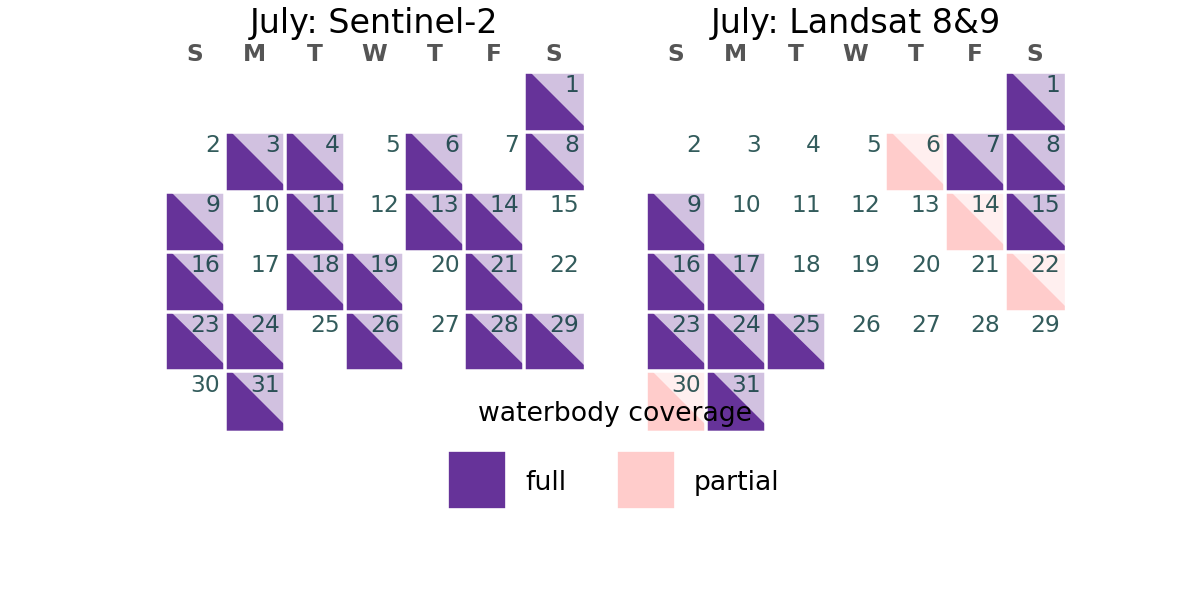 July: Sentinel-2
S M T W T F S
1
2 3 4 5 6 7 8
9 10 11 12 13 14 15
16 17 18 19 20 21 22
23 24 25 26 27 28 29
30 31
July: Landsat 8&9
S M T W T F S
1
2 3 4 5 6 7 8
9 10 11 12 13 14 15
16 17 18 19 20 21 22
23 24 25 26 27 28 29
30 31
waterbody coverage
full partial